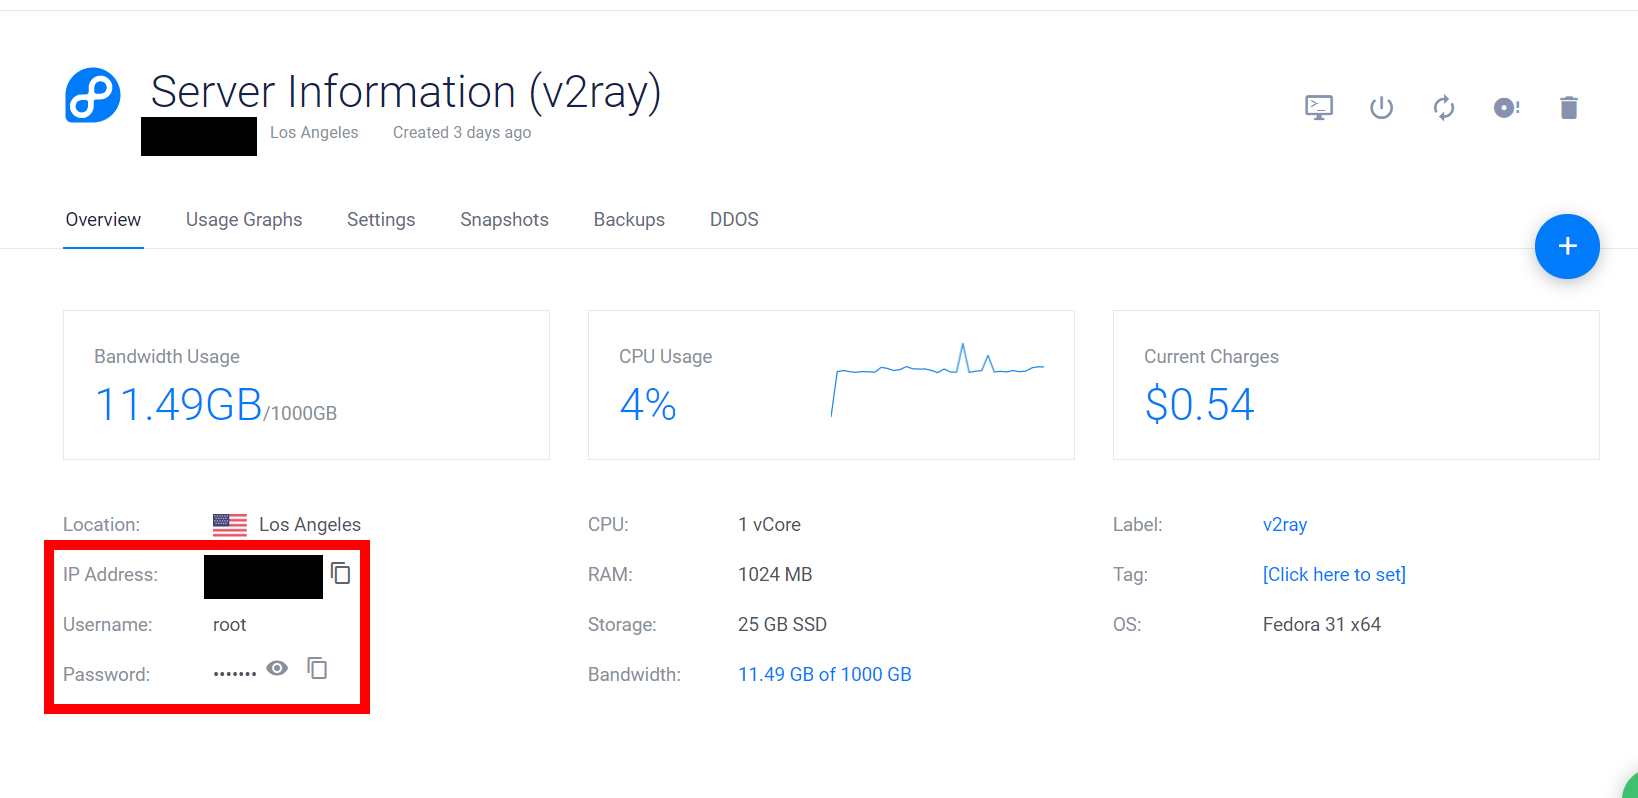 Server Information (v2ray)
Los Angeles Created 3 days ago
Overview Usage Graphs Settings Snapshots Backups DDOS
+
Bandwidth Usage
11.49GB/1000GB
CPU Usage
4%
Current Charges
$0.54
Location: Los Angeles
IP Address:
Username: root
Password: •••••••
CPU: 1 vCore
RAM: 1024 MB
Storage: 25 GB SSD
Bandwidth: 11.49 GB of 1000 GB
Label: v2ray
Tag: [Click here to set]
OS: Fedora 31 x64